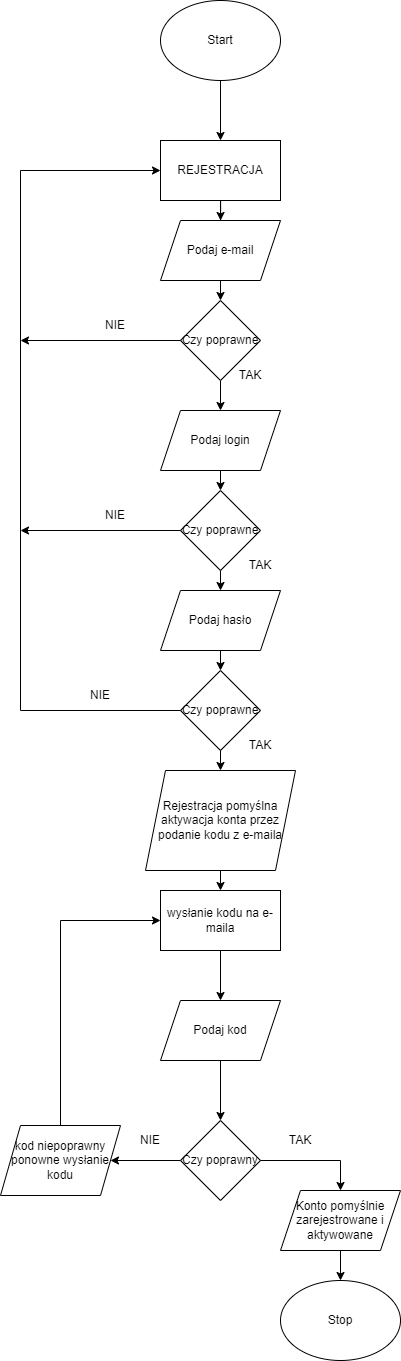 Start
REJESTRACJA
Podaj e-mail
NIE
Czy poprawne
TAK
Podaj login
NIE
Czy poprawne
TAK
Podaj hasło
NIE
Czy poprawne
TAK
Rejestracja pomyślna
aktywacja konta przez
podanie kodu z e-maila
wysłanie kodu na e-
maila
Podaj kod
NIE
TAK
kod niepoprawny
ponowne wysłanie
kodu
Czy poprawny
Konto pomyślnie
zarejestrowane i
aktywowane
Stop